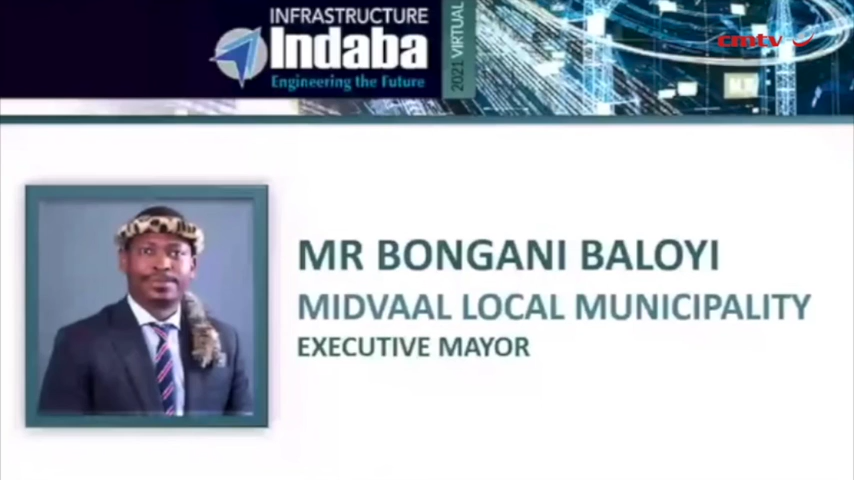 INFRASTRUCTURE
Indaba
Engineering the Future
2021 VIRTUAL
cmtv
MR BONGANI BALOYI
MIDVAAL LOCAL MUNICIPALITY
EXECUTIVE MAYOR